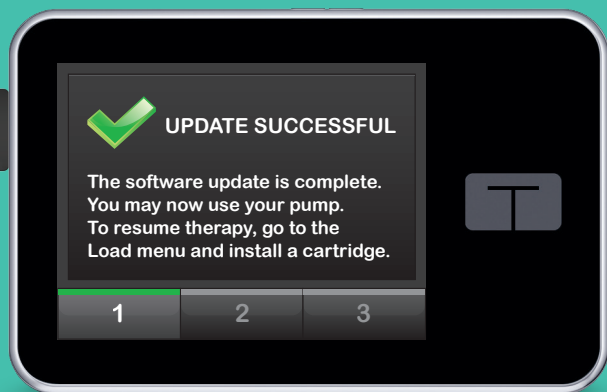 UPDATE SUCCESSFUL
The software update is complete.
You may now use your pump.
To resume therapy, go to the
Load menu and install a cartridge.
1 2 3
T